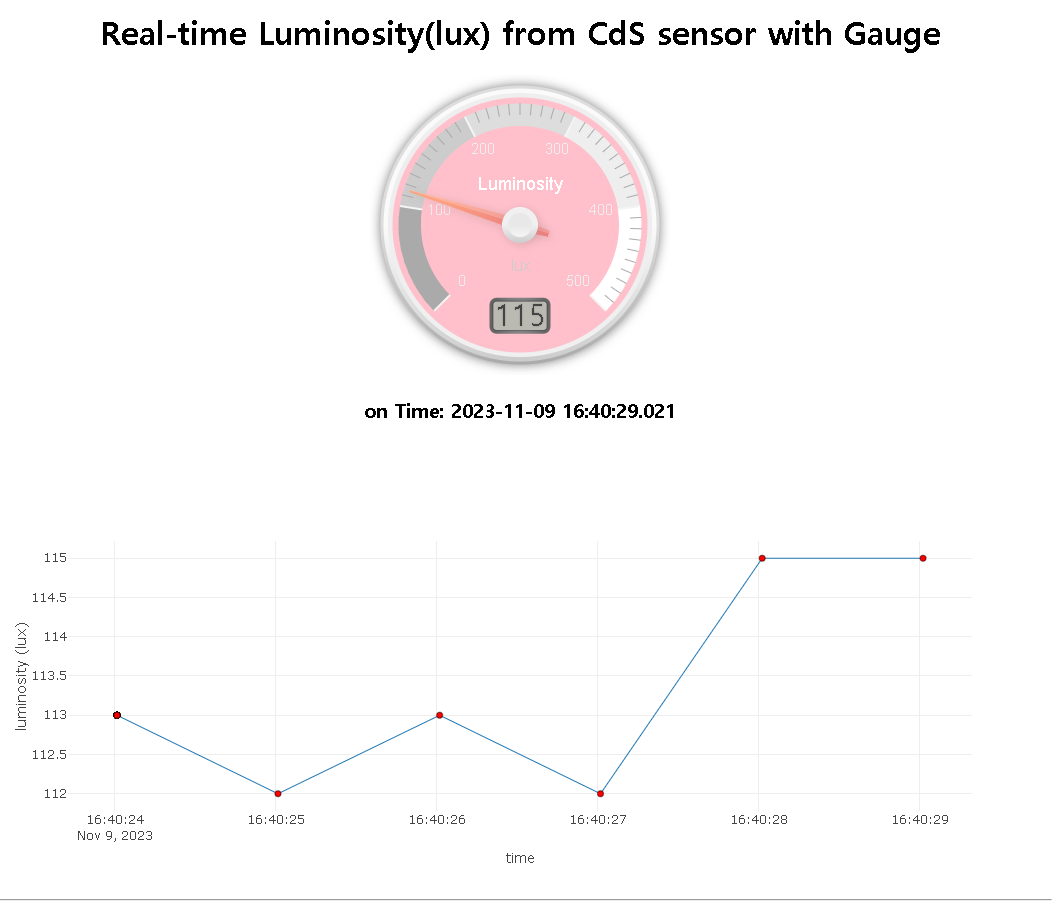 Real-time Luminosity(lux) from CdS sensor with Gauge
200 300
Luminosity
100 400
lux
0 500
115
on Time: 2023-11-09 16:40:29.021
115
114.5
114
113.5
113
112.5
112
luminosity (lux)
16:40:24 16:40:25 16:40:26 16:40:27 16:40:28 16:40:29
Nov 9, 2023
time